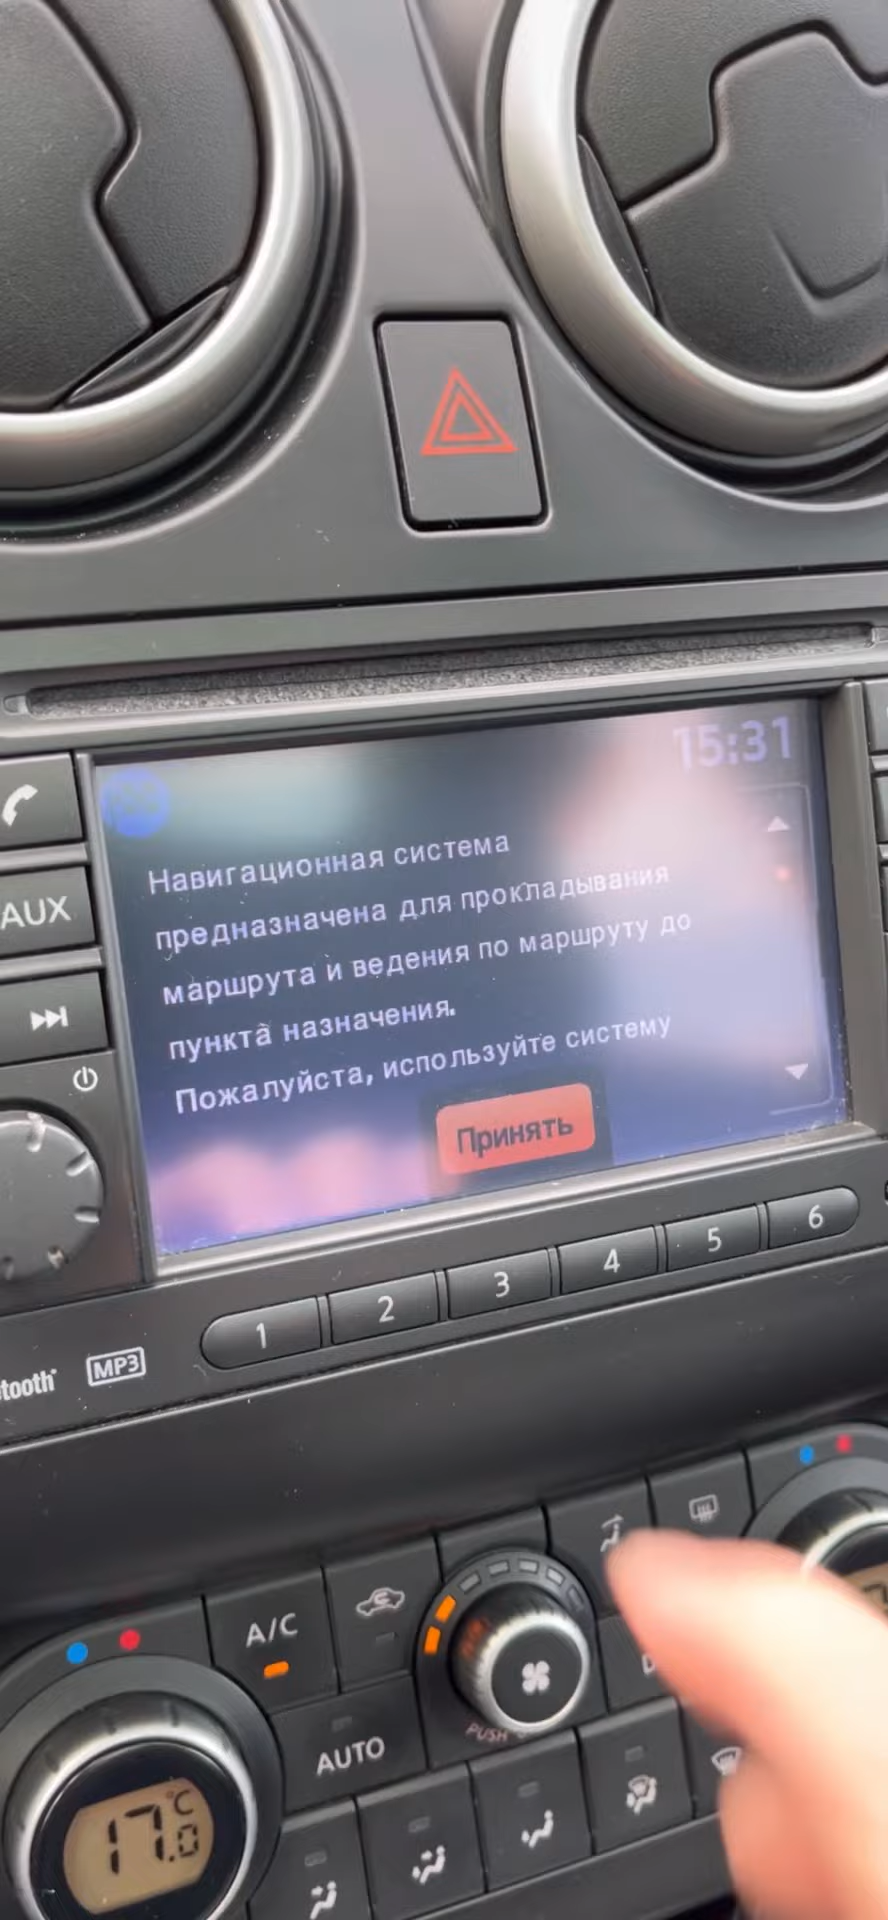 15:31
Навигационная система
предназначена для прокладывания
маршрута и ведения по маршруту до
пункта назначения.
Пожалуйста, используйте систему
Принять
AUX
1 2 3 4 5 6
tooth MP3
A/C
AUTO
PUSH
17.0 °C